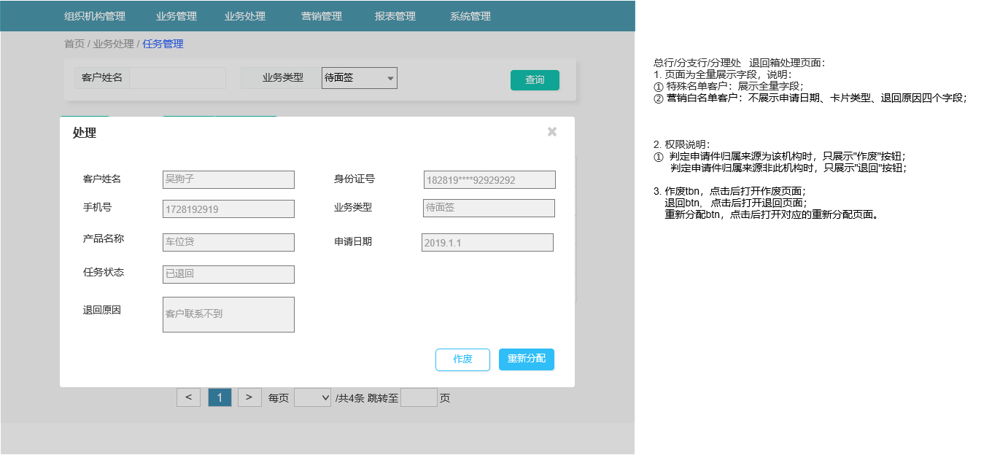 组织机构管理 业务管理 业务处理 营销管理 报表管理 系统管理
首页 / 业务处理 / 任务管理
客户姓名 业务类型 待面签 查询
处理
客户姓名 吴狗子 身份证号 182819****92929292
手机号 1728192919 业务类型 待面签
产品名称 车位贷 申请日期 2019.1.1
任务状态 已退回
退回原因 客户联系不到
作废 重新分配
< 1 > 每页 /共4条 跳转至 页
总行/分支行/分理处 退回箱处理页面：
1. 页面为全量展示字段，说明：
① 特殊名单客户：展示全量字段；
② 营销白名单客户：不展示申请日期、卡片类型、退回原因四个字段；
2. 权限说明：
① 判定申请件归属来源为该机构时，只展示"作废"按钮；
判定申请件归属来源非此机构时，只展示"退回"按钮；
3. 作废tbn，点击后打开作废页面；
退回btn，点击后打开退回页面；
重新分配btn，点击后打开对应的重新分配页面。